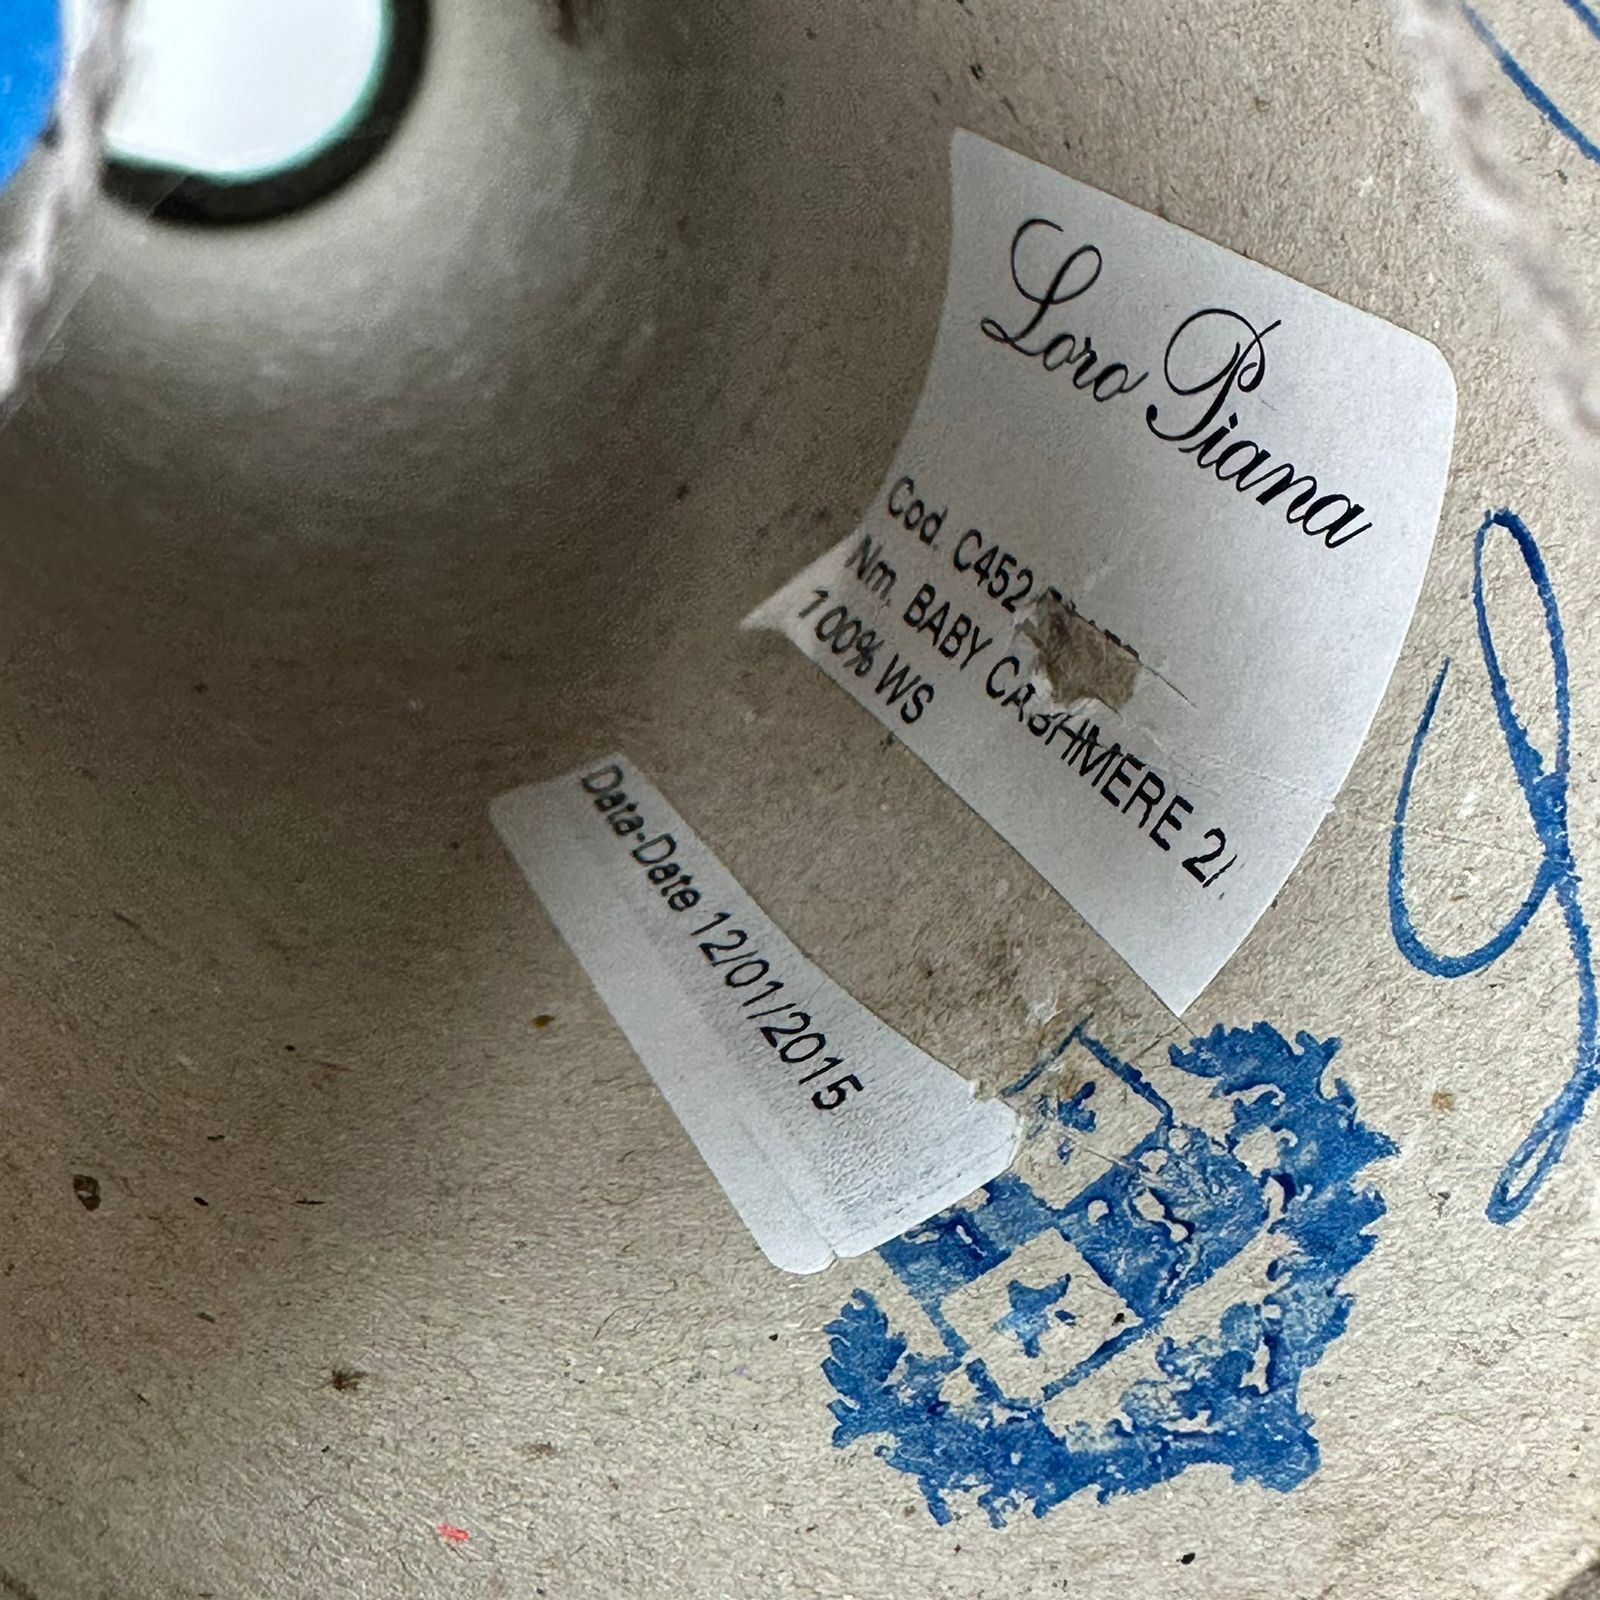 Loro Piana
Cod. C452
Nm. BABY CASHMERE 2/
100% WS
Data-Date 12/01/2015